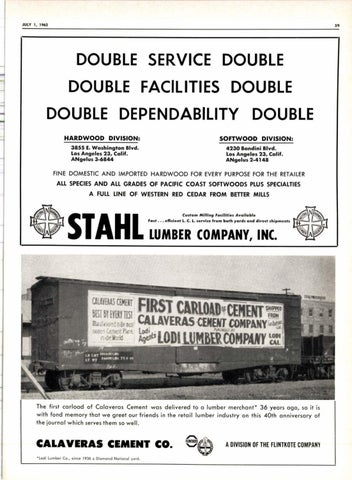 JULY 1, 1962
59
DOUBLE SERVICE DOUBLE
DOUBLE FACILITIES DOUBLE
DOUBLE DEPENDABILITY DOUBLE
HARDWOOD DIVISION:
3855 E. Washington Blvd.
Los Angeles 23, Calif.
ANgelus 3-6844
SOFTWOOD DIVISION:
4230 Bandini Blvd.
Los Angeles 23, Calif.
ANgelus 2-4148
FINE DOMESTIC AND IMPORTED HARDWOOD FOR EVERY PURPOSE FOR THE RETAILER
ALL SPECIES AND ALL GRADES OF PACIFIC COAST SOFTWOODS PLUS SPECIALTIES
A FULL LINE OF WESTERN RED CEDAR FROM BETTER MILLS
Custom Milling Facilities Available
Fast . . . efficient L. C. L. service from both yards and direct shipments
STAHL LUMBER COMPANY, INC.
CALAVERAS CEMENT
BEST BY EVERY TEST
FIRST CARLOAD OF CEMENT
SHIPPED FROM
CALAVERAS CEMENT COMPANY
Lodi Agents
LODI LUMBER COMPANY
LODI CAL
The first carload of Calaveras Cement was delivered to a lumber merchant* 36 years ago, so it is
with fond memory that we greet our friends in the retail lumber industry on this 40th anniversary of
the journal which serves them so well.
CALAVERAS CEMENT CO.
A DIVISION OF THE FLINTKOTE COMPANY
*Lodi Lumber Co., since 1956 a Diamond National yard.